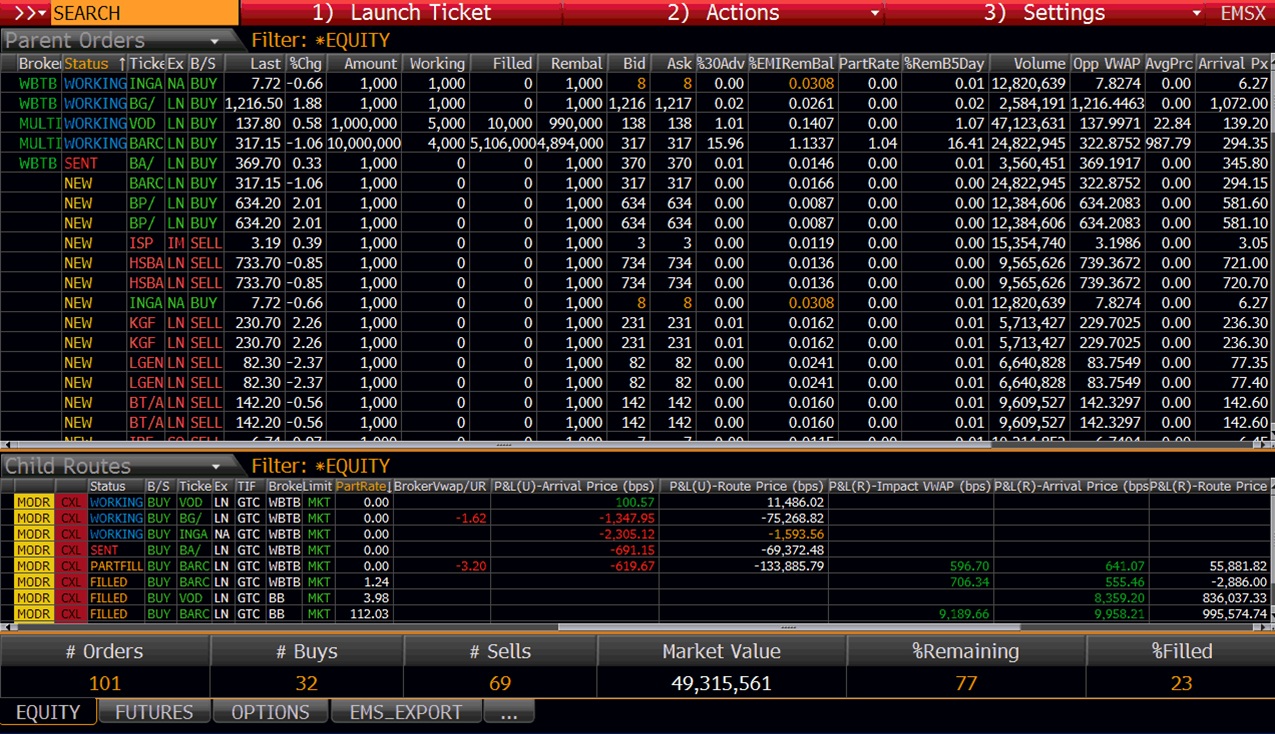 >> SEARCH 1) Launch Ticket 2) Actions 3) Settings EMSX
Parent Orders Filter: *EQUITY
Broke Status ↑ Ticke Ex B/S Last %Chg Amount Working Filled Rembal Bid Ask %30Adv %EMIRemBal PartRate %RemB5Day Volume Opp VWAP AvgPrc Arrival Px
WBTB WORKING INGA NA BUY 7.72 -0.66 1,000 1,000 0 1,000 8 8 0.00 0.0308 0.00 0.01 12,820,639 7.8274 0.00 6.27
WBTB WORKING BG/ LN BUY 1,216.50 1.88 1,000 1,000 0 1,000 1,216 1,217 0.02 0.0261 0.00 0.02 2,584,191 1,216.4463 0.00 1,072.00
MULTI WORKING VOD LN BUY 137.80 0.58 1,000,000 5,000 10,000 990,000 138 138 1.01 0.1407 0.00 1.07 47,123,631 137.9971 22.84 139.20
MULTI WORKING BARC LN BUY 317.15 -1.06 10,000,000 4,000 5,106,000 4,894,000 317 317 15.96 1.1337 1.04 16.41 24,822,945 322.8752 987.79 294.35
WBTB SENT BA/ LN BUY 369.70 0.33 1,000 0 0 1,000 370 370 0.01 0.0146 0.00 0.01 3,560,451 369.1917 0.00 345.80
NEW BARC LN BUY 317.15 -1.06 1,000 0 0 1,000 317 317 0.00 0.0166 0.00 0.00 24,822,945 322.8752 0.00 294.15
NEW BP/ LN BUY 634.20 2.01 1,000 0 0 1,000 634 634 0.00 0.0087 0.00 0.00 12,384,606 634.2083 0.00 581.60
NEW BP/ LN BUY 634.20 2.01 1,000 0 0 1,000 634 634 0.00 0.0087 0.00 0.00 12,384,606 634.2083 0.00 581.10
NEW ISP IM SELL 3.19 0.39 1,000 0 0 1,000 3 3 0.00 0.0119 0.00 0.00 15,354,740 3.1986 0.00 3.05
NEW HSBA LN SELL 733.70 -0.85 1,000 0 0 1,000 734 734 0.00 0.0136 0.00 0.00 9,565,626 739.3672 0.00 721.00
NEW HSBA LN SELL 733.70 -0.85 1,000 0 0 1,000 734 734 0.00 0.0136 0.00 0.00 9,565,626 739.3672 0.00 720.70
NEW INGA NA BUY 7.72 -0.66 1,000 0 0 1,000 8 8 0.00 0.0308 0.00 0.01 12,820,639 7.8274 0.00 6.27
NEW KGF LN SELL 230.70 2.26 1,000 0 0 1,000 231 231 0.01 0.0162 0.00 0.01 5,713,427 229.7025 0.00 236.30
NEW KGF LN SELL 230.70 2.26 1,000 0 0 1,000 231 231 0.01 0.0162 0.00 0.01 5,713,427 229.7025 0.00 236.30
NEW LGEN LN SELL 82.30 -2.37 1,000 0 0 1,000 82 82 0.00 0.0241 0.00 0.01 6,640,828 83.7549 0.00 77.35
NEW LGEN LN SELL 82.30 -2.37 1,000 0 0 1,000 82 82 0.00 0.0241 0.00 0.01 6,640,828 83.7549 0.00 77.40
NEW BT/A LN SELL 142.20 -0.56 1,000 0 0 1,000 142 142 0.00 0.0160 0.00 0.01 9,609,527 142.3297 0.00 142.60
NEW BT/A LN SELL 142.20 -0.56 1,000 0 0 1,000 142 142 0.00 0.0160 0.00 0.01 9,609,527 142.3297 0.00 142.60
Child Routes Filter: *EQUITY
Status B/S Ticke Ex TIF Broke Limit PartRate↓ BrokerVwap/UR P&L(U)-Arrival Price (bps) P&L(U)-Route Price (bps) P&L(R)-Impact VWAP (bps) P&L(R)-Arrival Price (bps P&L(R)-Route Price
MODR CXL WORKING BUY VOD LN GTC WBTB MKT 0.00 100.57 11,486.02
MODR CXL WORKING BUY BG/ LN GTC WBTB MKT 0.00 -1.62 -1,347.95 -75,268.82
MODR CXL WORKING BUY INGA NA GTC WBTB MKT 0.00 -2,305.12 -1,593.56
MODR CXL SENT BUY BA/ LN GTC WBTB MKT 0.00 -691.15 -69,372.48
MODR CXL PARTFILL BUY BARC LN GTC WBTB MKT 0.00 -3.20 -619.67 -133,885.79 596.70 641.07 55,881.82
MODR CXL FILLED BUY BARC LN GTC WBTB MKT 1.24 706.34 555.46 -2,886.00
MODR CXL FILLED BUY VOD LN GTC BB MKT 3.98 8,359.20 836,037.33
MODR CXL FILLED BUY BARC LN GTC BB MKT 112.03 9,189.66 9,958.21 995,574.74
# Orders # Buys # Sells Market Value %Remaining %Filled
101 32 69 49,315,561 77 23
EQUITY FUTURES OPTIONS EMS_EXPORT ...